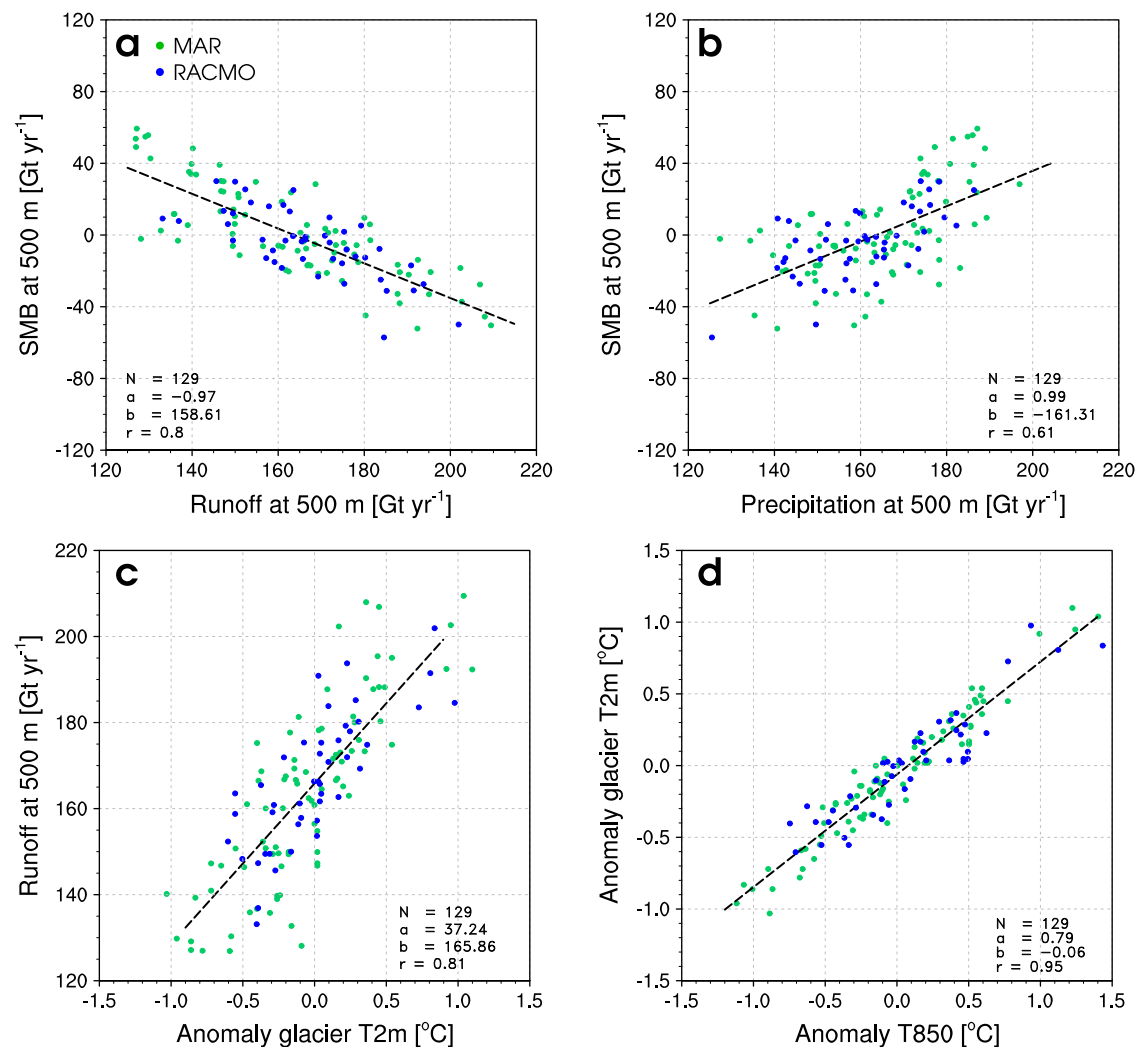 a
MAR
RACMO
120
80
40
0
-40
-80
-120
SMB at 500 m [Gt yr-1]
N = 129
a = -0.97
b = 158.61
r = 0.8
120 140 160 180 200 220
Runoff at 500 m [Gt yr-1]
b
120
80
40
0
-40
-80
-120
SMB at 500 m [Gt yr-1]
N = 129
a = 0.99
b = -161.31
r = 0.61
120 140 160 180 200 220
Precipitation at 500 m [Gt yr-1]
c
220
200
180
160
140
120
Runoff at 500 m [Gt yr-1]
N = 129
a = 37.24
b = 165.86
r = 0.81
-1.5 -1.0 -0.5 0.0 0.5 1.0 1.5
Anomaly glacier T2m [oC]
d
1.5
1.0
0.5
0.0
-0.5
-1.0
-1.5
Anomaly glacier T2m [oC]
N = 129
a = 0.79
b = -0.06
r = 0.95
-1.5 -1.0 -0.5 0.0 0.5 1.0 1.5
Anomaly T850 [oC]